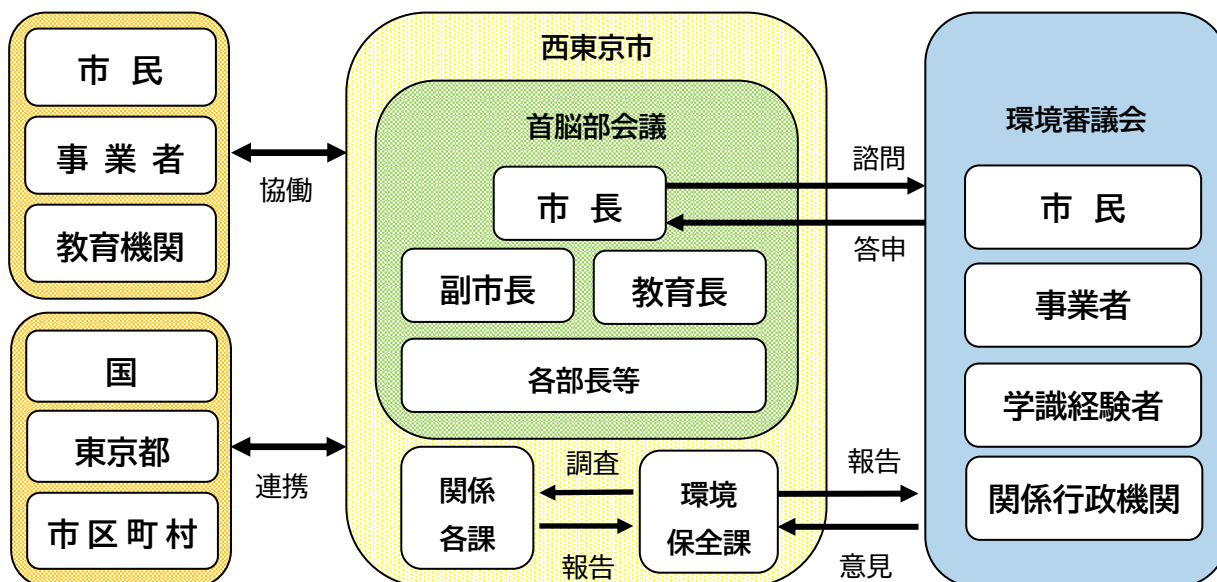 市 民
事 業 者
教育機関
協働
国
東京都
市 区 町 村
連携
西東京市
首脳部会議
市 長
副市長
教育長
各部長等
関係
各課
調査
報告
環境
保全課
諮問
答申
報告
意見
環境審議会
市 民
事業者
学識経験者
関係行政機関